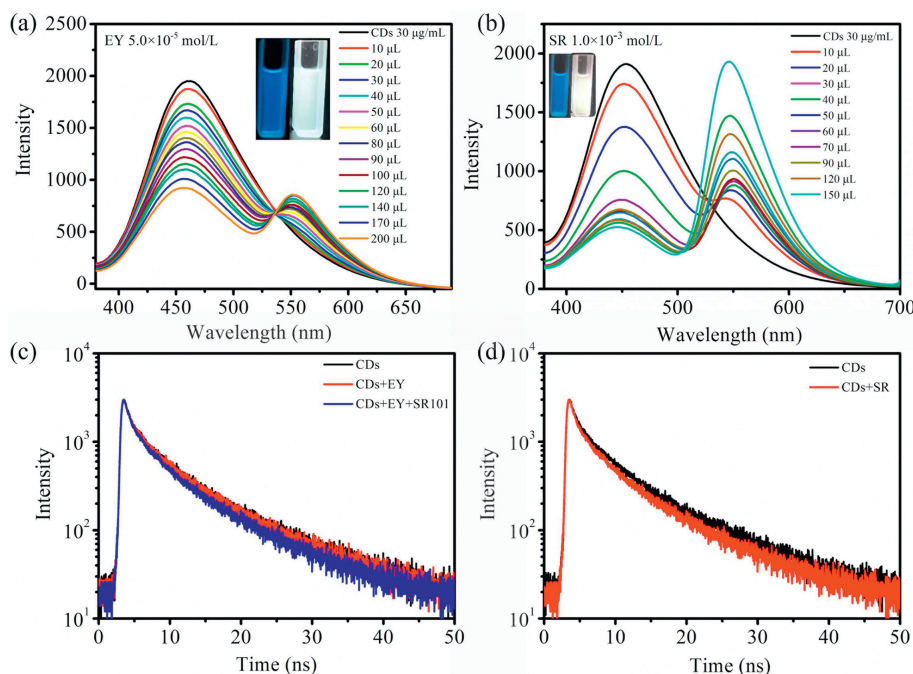 (a)
EY 5.0×10⁻⁵ mol/L
CDs 30 μg/mL
10 μL
20 μL
30 μL
40 μL
50 μL
60 μL
80 μL
90 μL
100 μL
120 μL
140 μL
170 μL
200 μL
2500
2000
1500
1000
500
0
Intensity
400
450
500
550
600
650
Wavelength (nm)
(b)
SR 1.0×10⁻³ mol/L
CDs 30 μg/mL
10 μL
20 μL
30 μL
40 μL
50 μL
60 μL
70 μL
90 μL
120 μL
150 μL
2000
1500
1000
500
0
Intensity
400
500
600
700
Wavelength (nm)
(c)
CDs
CDs+EY
CDs+EY+SR101
10⁴
10³
10²
10¹
Intensity
0
10
20
30
40
50
Time (ns)
(d)
CDs
CDs+SR
10⁴
10³
10²
10¹
Intensity
0
10
20
30
40
50
Time (ns)